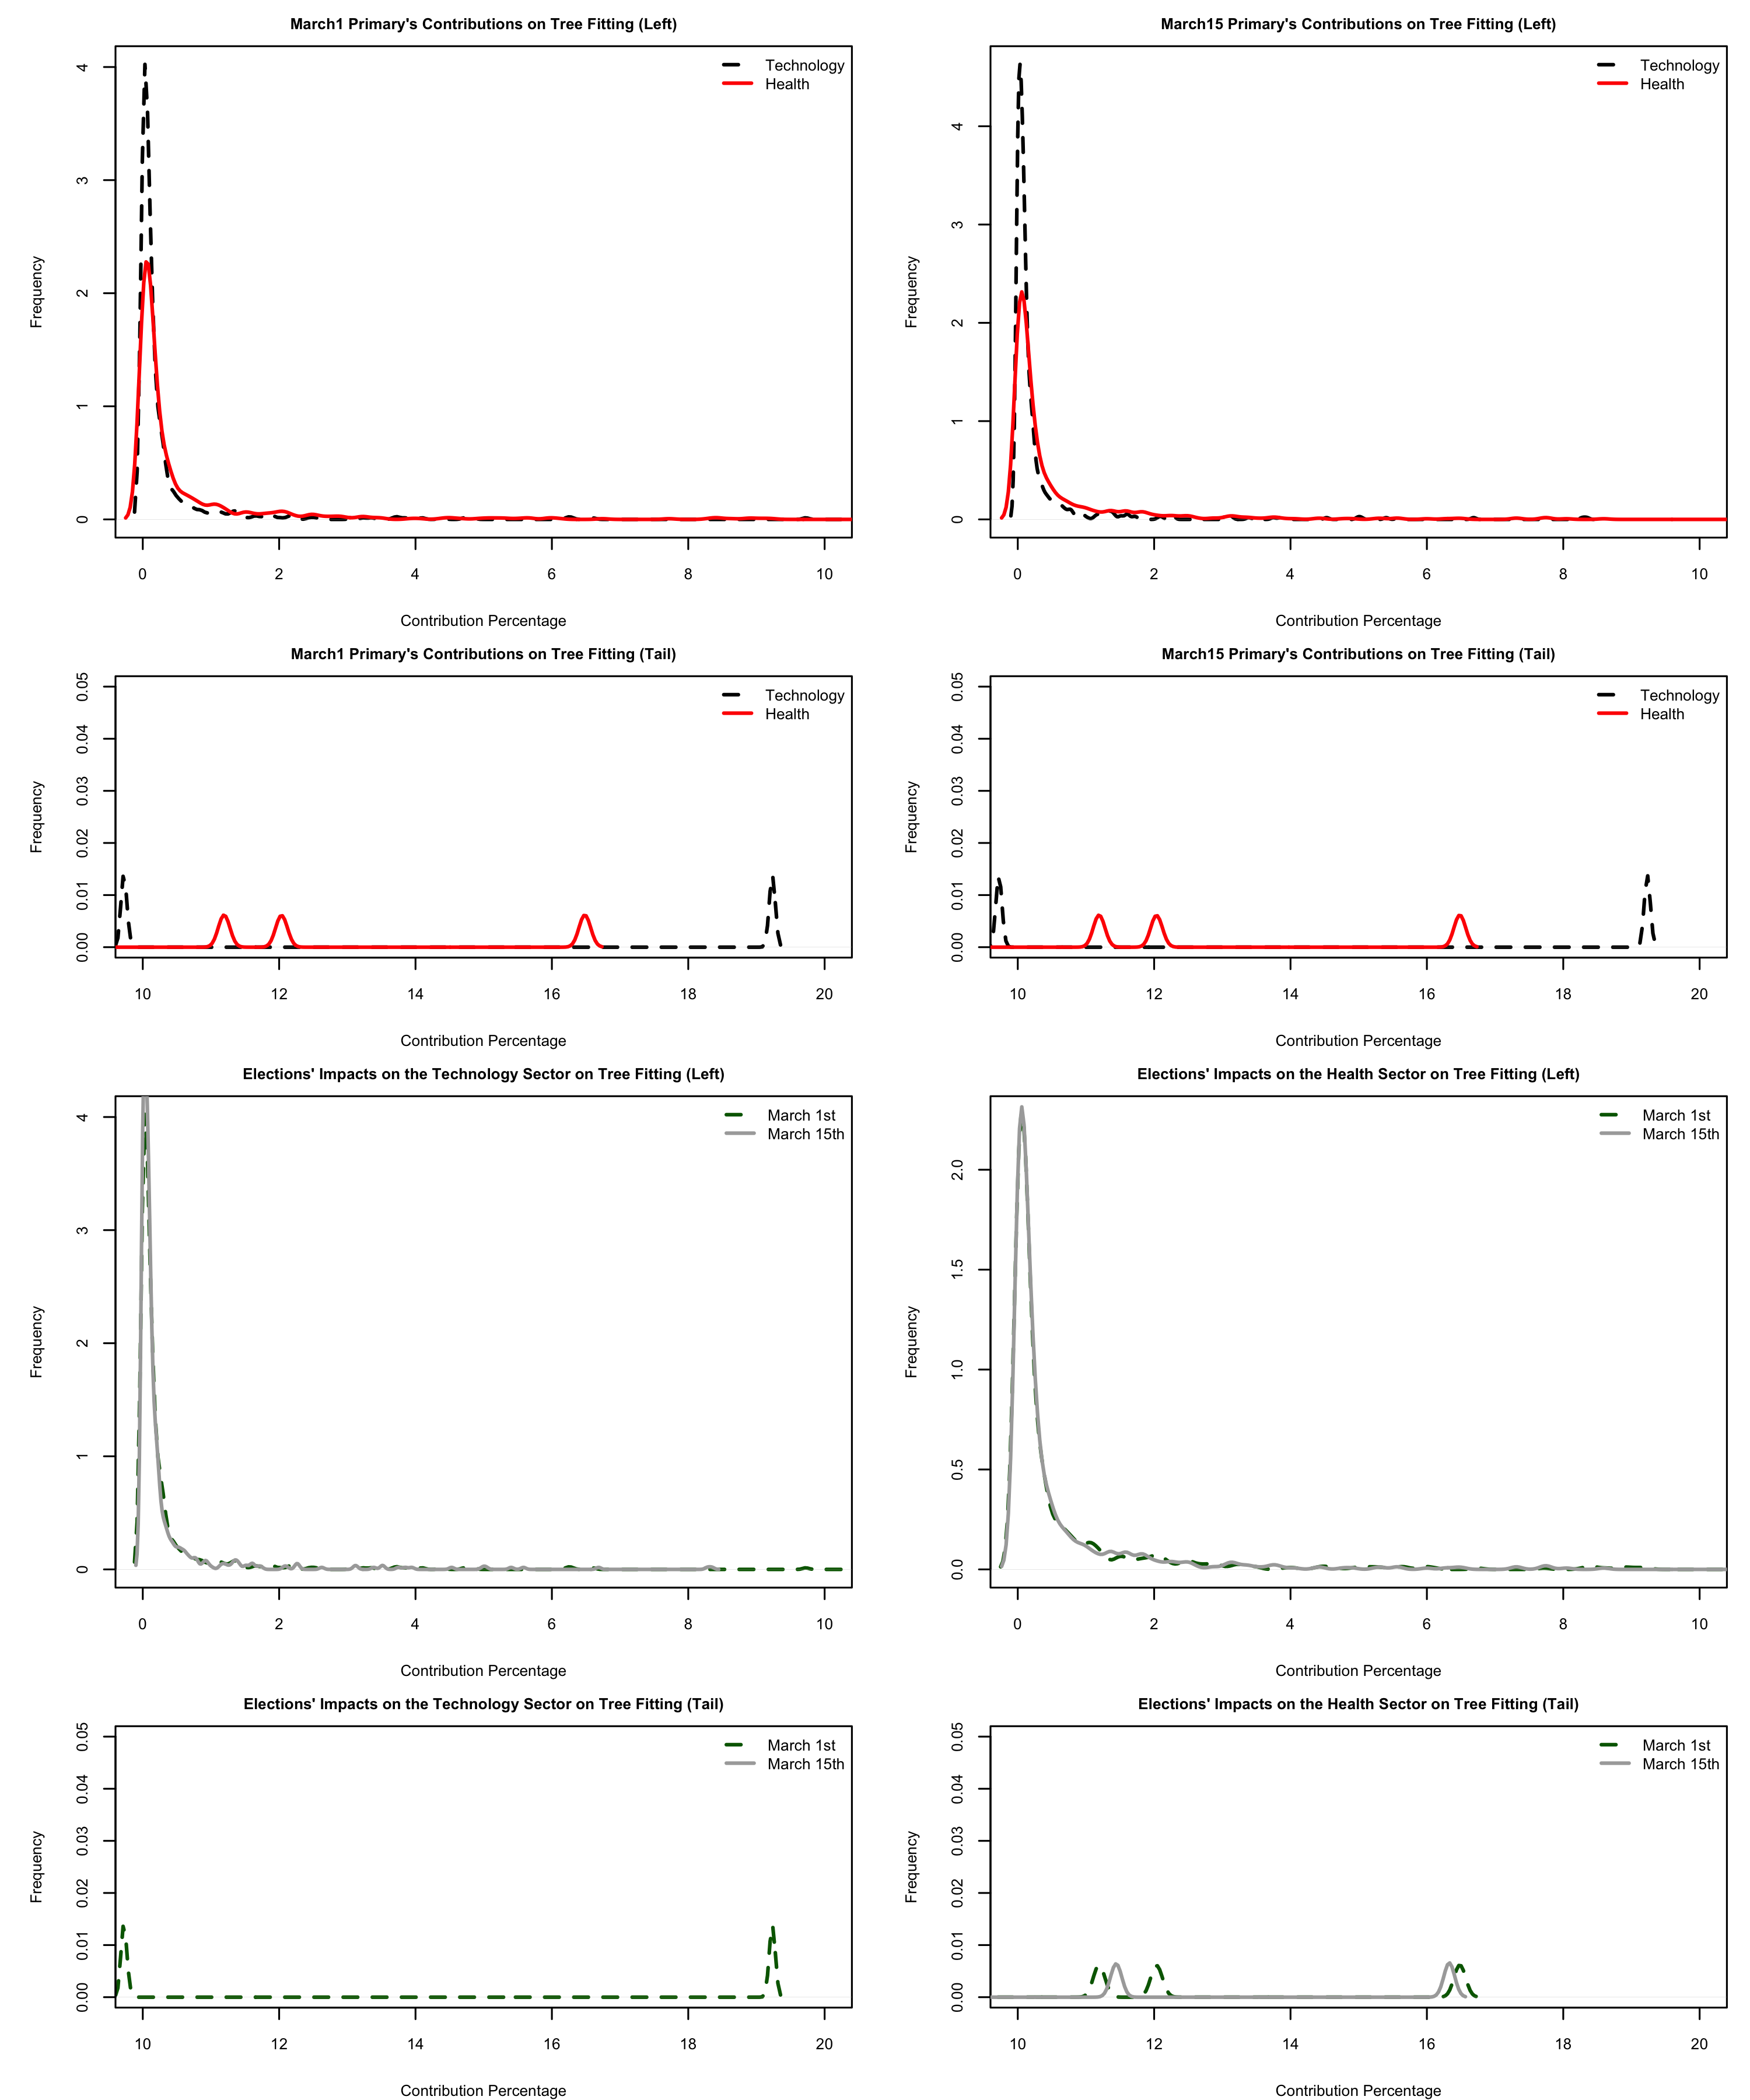 March1 Primary's Contributions on Tree Fitting (Left)
Technology
Health
Frequency
4
3
2
1
0
0 2 4 6 8 10
Contribution Percentage
March15 Primary's Contributions on Tree Fitting (Left)
Technology
Health
Frequency
4
3
2
1
0
0 2 4 6 8 10
Contribution Percentage
March1 Primary's Contributions on Tree Fitting (Tail)
Technology
Health
Frequency
0.05
0.04
0.03
0.02
0.01
0.00
10 12 14 16 18 20
Contribution Percentage
March15 Primary's Contributions on Tree Fitting (Tail)
Technology
Health
Frequency
0.05
0.04
0.03
0.02
0.01
0.00
10 12 14 16 18 20
Contribution Percentage
Elections' Impacts on the Technology Sector on Tree Fitting (Left)
March 1st
March 15th
Frequency
4
3
2
1
0
0 2 4 6 8 10
Contribution Percentage
Elections' Impacts on the Health Sector on Tree Fitting (Left)
March 1st
March 15th
Frequency
2.0
1.5
1.0
0.5
0.0
0 2 4 6 8 10
Contribution Percentage
Elections' Impacts on the Technology Sector on Tree Fitting (Tail)
March 1st
March 15th
Frequency
0.05
0.04
0.03
0.02
0.01
0.00
10 12 14 16 18 20
Contribution Percentage
Elections' Impacts on the Health Sector on Tree Fitting (Tail)
March 1st
March 15th
Frequency
0.05
0.04
0.03
0.02
0.01
0.00
10 12 14 16 18 20
Contribution Percentage